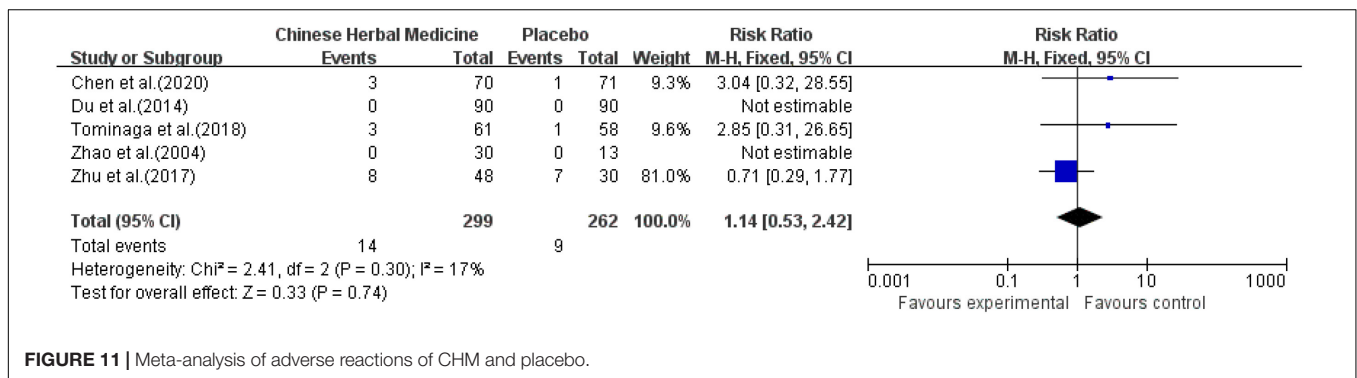 Chinese Herbal Medicine Placebo Risk Ratio Risk Ratio
Study or Subgroup Events Total Events Total Weight M-H, Fixed, 95% CI M-H, Fixed, 95% CI
Chen et al.(2020) 3 70 1 71 9.3% 3.04 [0.32, 28.55]
Du et al.(2014) 0 90 0 90 Not estimable
Tominaga et al.(2018) 3 61 1 58 9.6% 2.85 [0.31, 26.65]
Zhao et al.(2004) 0 30 0 13 Not estimable
Zhu et al.(2017) 8 48 7 30 81.0% 0.71 [0.29, 1.77]
Total (95% CI) 299 262 100.0% 1.14 [0.53, 2.42]
Total events 14 9
Heterogeneity: Chi² = 2.41, df = 2 (P = 0.30); I² = 17%
Test for overall effect: Z = 0.33 (P = 0.74)
0.001 0.1 1 10 1000
Favours experimental Favours control
FIGURE 11 | Meta-analysis of adverse reactions of CHM and placebo.